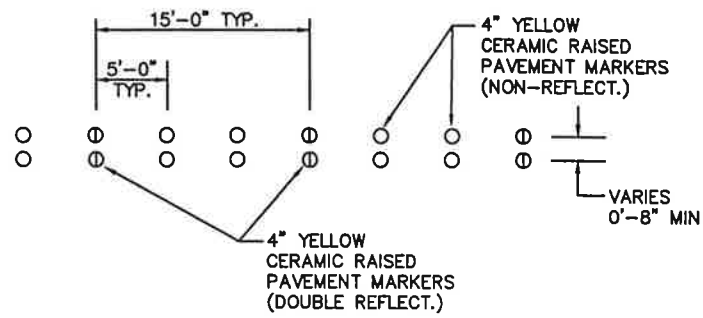 15'-0" TYP.
5'-0"
TYP.
4" YELLOW
CERAMIC RAISED
PAVEMENT MARKERS
(NON-REFLECT.)
VARIES
0'-8" MIN
4" YELLOW
CERAMIC RAISED
PAVEMENT MARKERS
(DOUBLE REFLECT.)